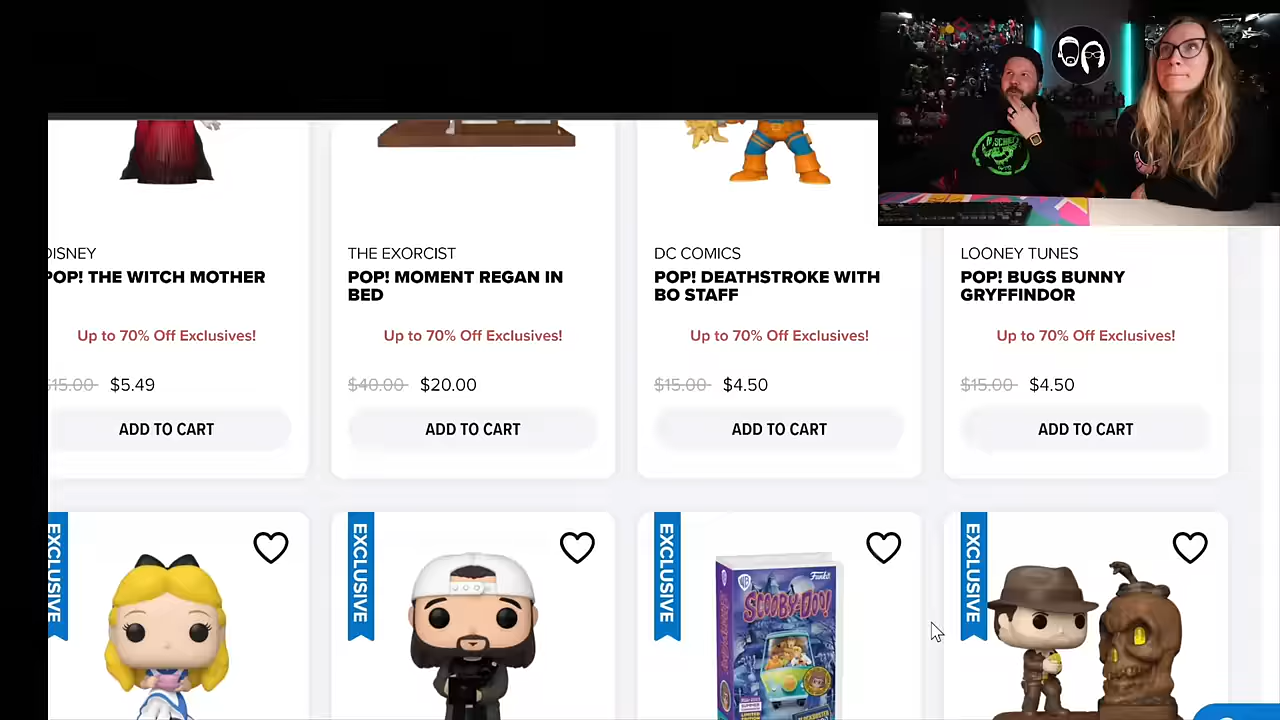 DISNEY
POP! THE WITCH MOTHER
Up to 70% Off Exclusives!
$15.00 $5.49
ADD TO CART
THE EXORCIST
POP! MOMENT REGAN IN
BED
Up to 70% Off Exclusives!
$40.00 $20.00
ADD TO CART
DC COMICS
POP! DEATHSTROKE WITH
BO STAFF
Up to 70% Off Exclusives!
$15.00 $4.50
ADD TO CART
LOONEY TUNES
POP! BUGS BUNNY
GRYFFINDOR
Up to 70% Off Exclusives!
$15.00 $4.50
ADD TO CART
EXCLUSIVE
EXCLUSIVE
EXCLUSIVE
Funko
SCOOBY-DOO!
EXCLUSIVE